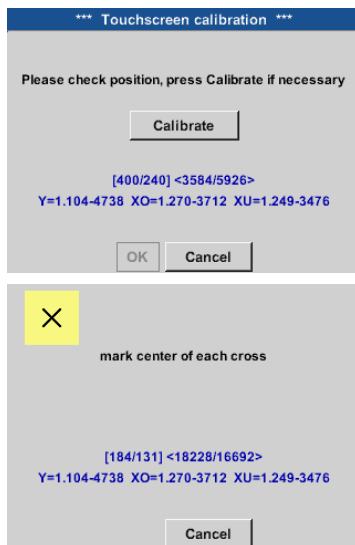 *** Touchscreen calibration ***
Please check position, press Calibrate if necessary
Calibrate
[400/240] <3584/5926>
Y=1.104-4738 XO=1.270-3712 XU=1.249-3476
OK Cancel
mark center of each cross
[184/131] <18228/16692>
Y=1.104-4738 XO=1.270-3712 XU=1.249-3476
Cancel